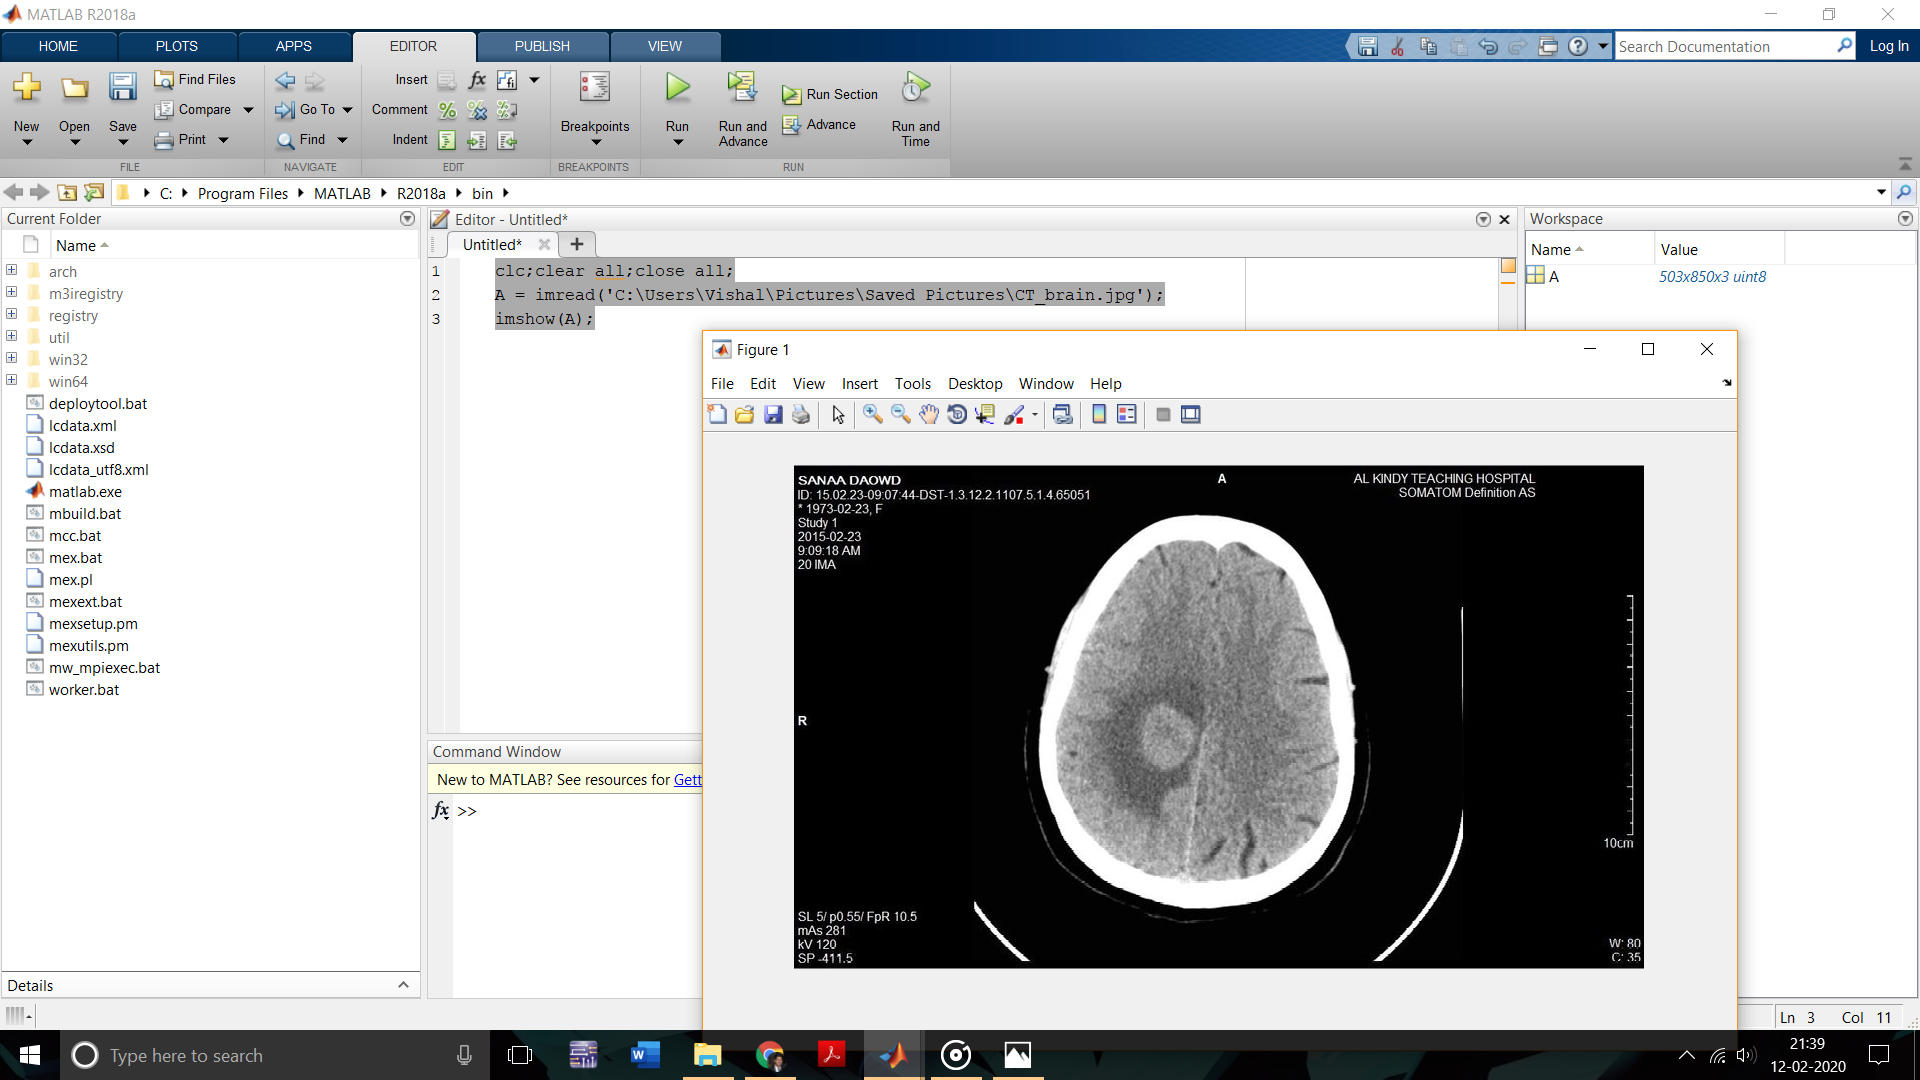 MATLAB R2018a
HOME PLOTS APPS EDITOR PUBLISH VIEW
Search Documentation
Log In
New Open Save
Find Files
Compare
Print
FILE
Go To
Find
NAVIGATE
Insert
Comment
Indent
EDIT
Breakpoints
BREAKPOINTS
Run
Run and Advance
Run Section
Advance
Run and Time
RUN
C: Program Files MATLAB R2018a bin
Current Folder
Name
arch
m3iregistry
registry
util
win32
win64
deploytool.bat
lcdata.xml
lcdata.xsd
lcdata_utf8.xml
matlab.exe
mbuild.bat
mcc.bat
mex.bat
mex.pl
mexext.bat
mexsetup.pm
mexutils.pm
mw_mpiexec.bat
worker.bat
Details
Editor - Untitled*
Untitled*
1 clc;clear all;close all;
2 A = imread('C:\Users\Vishal\Pictures\Saved Pictures\CT_brain.jpg');
3 imshow(A);
Command Window
New to MATLAB? See resources for Gett
fx >>
Workspace
Name Value
A 503x850x3 uint8
Figure 1
File Edit View Insert Tools Desktop Window Help
SANAA DAOWD
ID: 15.02.23-09:07:44-DST-1.3.12.2.1107.5.1.4.65051
* 1973-02-23, F
Study 1
2015-02-23
9:09:18 AM
20 IMA
A
AL KINDY TEACHING HOSPITAL
SOMATOM Definition AS
R
10cm
SL 5/ p0.55/ FpR 10.5
mAs 281
kV 120
SP -411.5
W: 80
C: 35
Ln 3 Col 11
Type here to search
21:39
12-02-2020